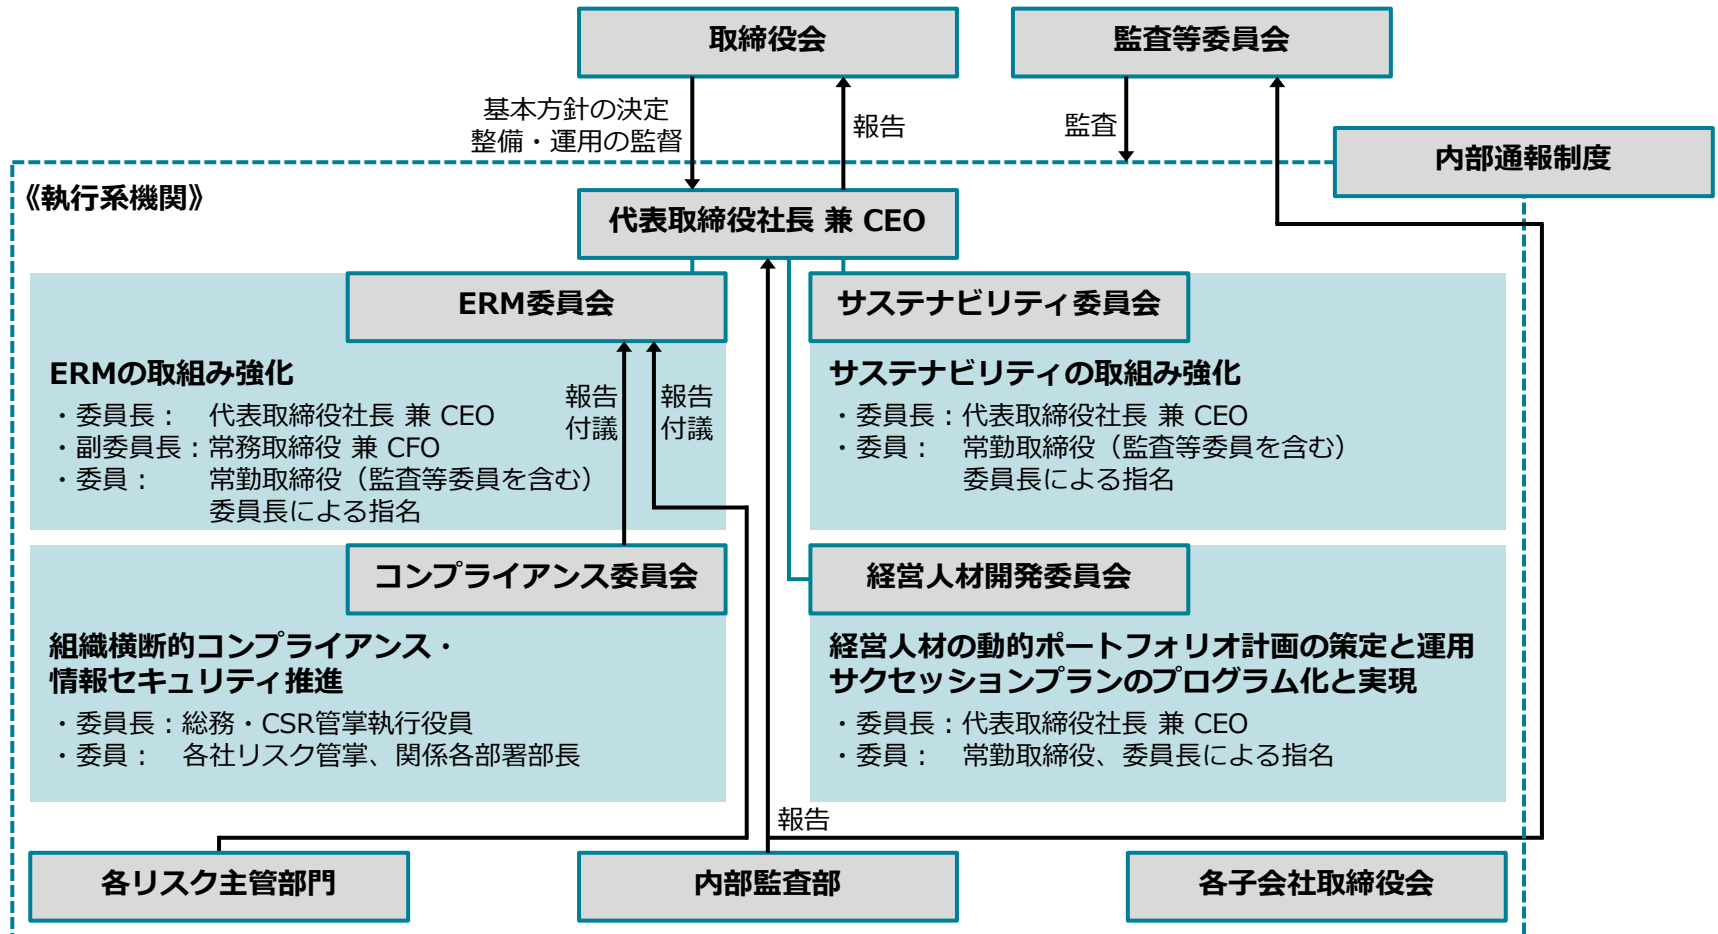 取締役会
監査等委員会
基本方針の決定
整備・運用の監督
報告
監査
内部通報制度
《執行系機関》
代表取締役社長 兼 CEO
ERM委員会
ERMの取組み強化
・委員長： 代表取締役社長 兼 CEO
・副委員長：常務取締役 兼 CFO
・委員： 常勤取締役（監査等委員を含む）
委員長による指名
報告
付議
報告
付議
サステナビリティ委員会
サステナビリティの取組み強化
・委員長：代表取締役社長 兼 CEO
・委員： 常勤取締役（監査等委員を含む）
委員長による指名
コンプライアンス委員会
組織横断的コンプライアンス・
情報セキュリティ推進
・委員長：総務・CSR管掌執行役員
・委員： 各社リスク管掌、関係各部署部長
経営人材開発委員会
経営人材の動的ポートフォリオ計画の策定と運用
サクセッションプランのプログラム化と実現
・委員長：代表取締役社長 兼 CEO
・委員： 常勤取締役、委員長による指名
報告
各リスク主管部門
内部監査部
各子会社取締役会